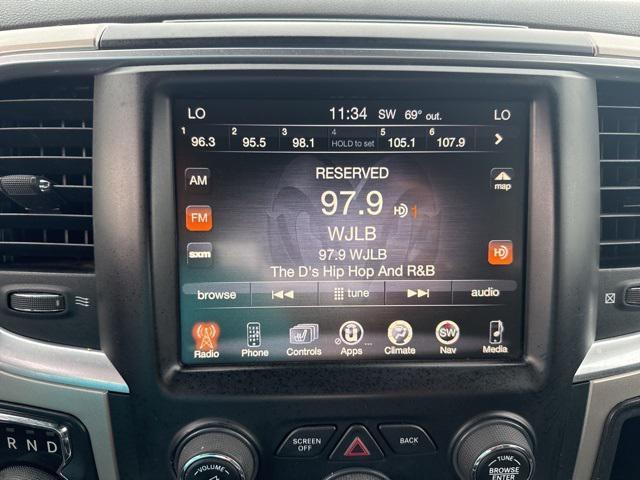 LO 11:34 SW 69° out. LO
1 96.3 2 95.5 3 98.1 4 HOLD to set 5 105.1 6 107.9 >
AM
RESERVED
map
FM
97.9 HD 1
WJLB
sxm
97.9 WJLB
HD
The D's Hip Hop And R&B
browse tune audio
Radio Phone Controls Apps Climate Nav Media
SW
R N D
SCREEN OFF
BACK
VOLUME
TUNE
BROWSE
ENTER